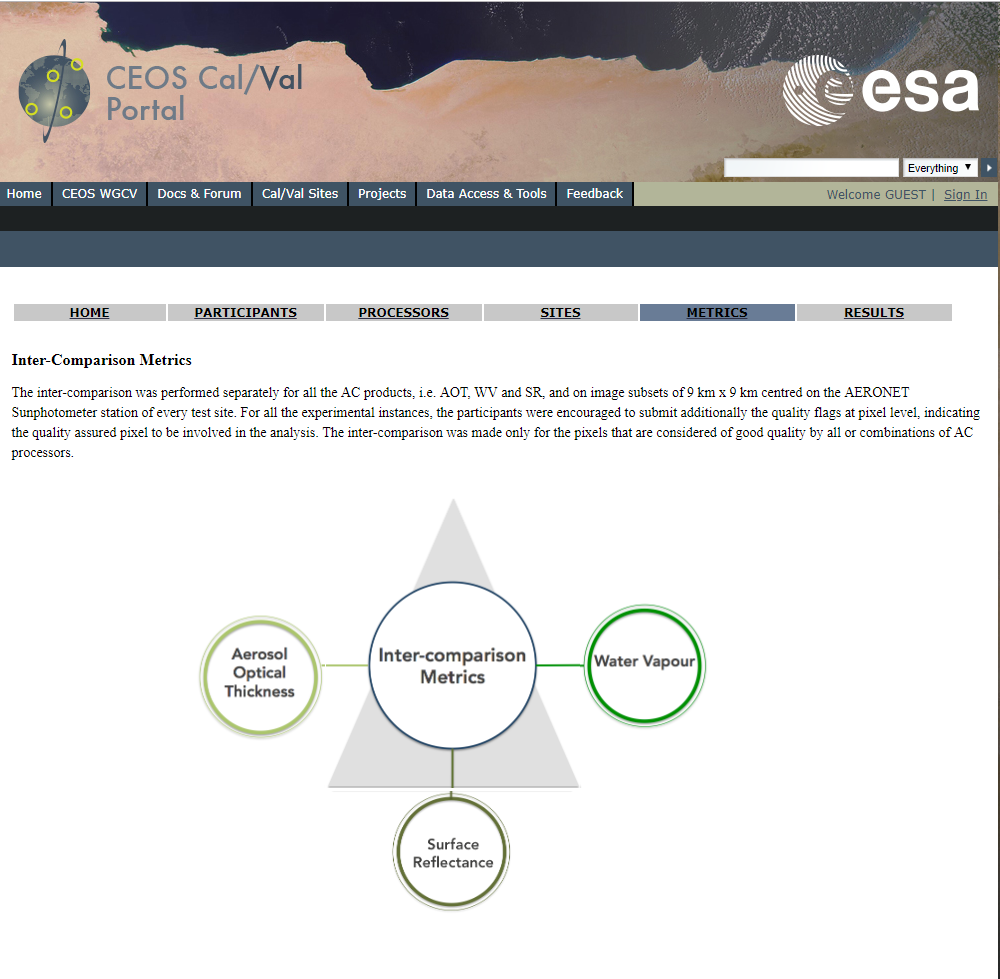 CEOS Cal/Val
Portal
esa
Everything
Home CEOS WGCV Docs & Forum Cal/Val Sites Projects Data Access & Tools Feedback Welcome GUEST | Sign In
HOME PARTICIPANTS PROCESSORS SITES METRICS RESULTS
Inter-Comparison Metrics
The inter-comparison was performed separately for all the AC products, i.e. AOT, WV and SR, and on image subsets of 9 km x 9 km centred on the AERONET
Sunphotometer station of every test site. For all the experimental instances, the participants were encouraged to submit additionally the quality flags at pixel level, indicating
the quality assured pixel to be involved in the analysis. The inter-comparison was made only for the pixels that are considered of good quality by all or combinations of AC
processors.
Aerosol
Optical
Thickness
Inter-comparison
Metrics
Water Vapour
Surface
Reflectance